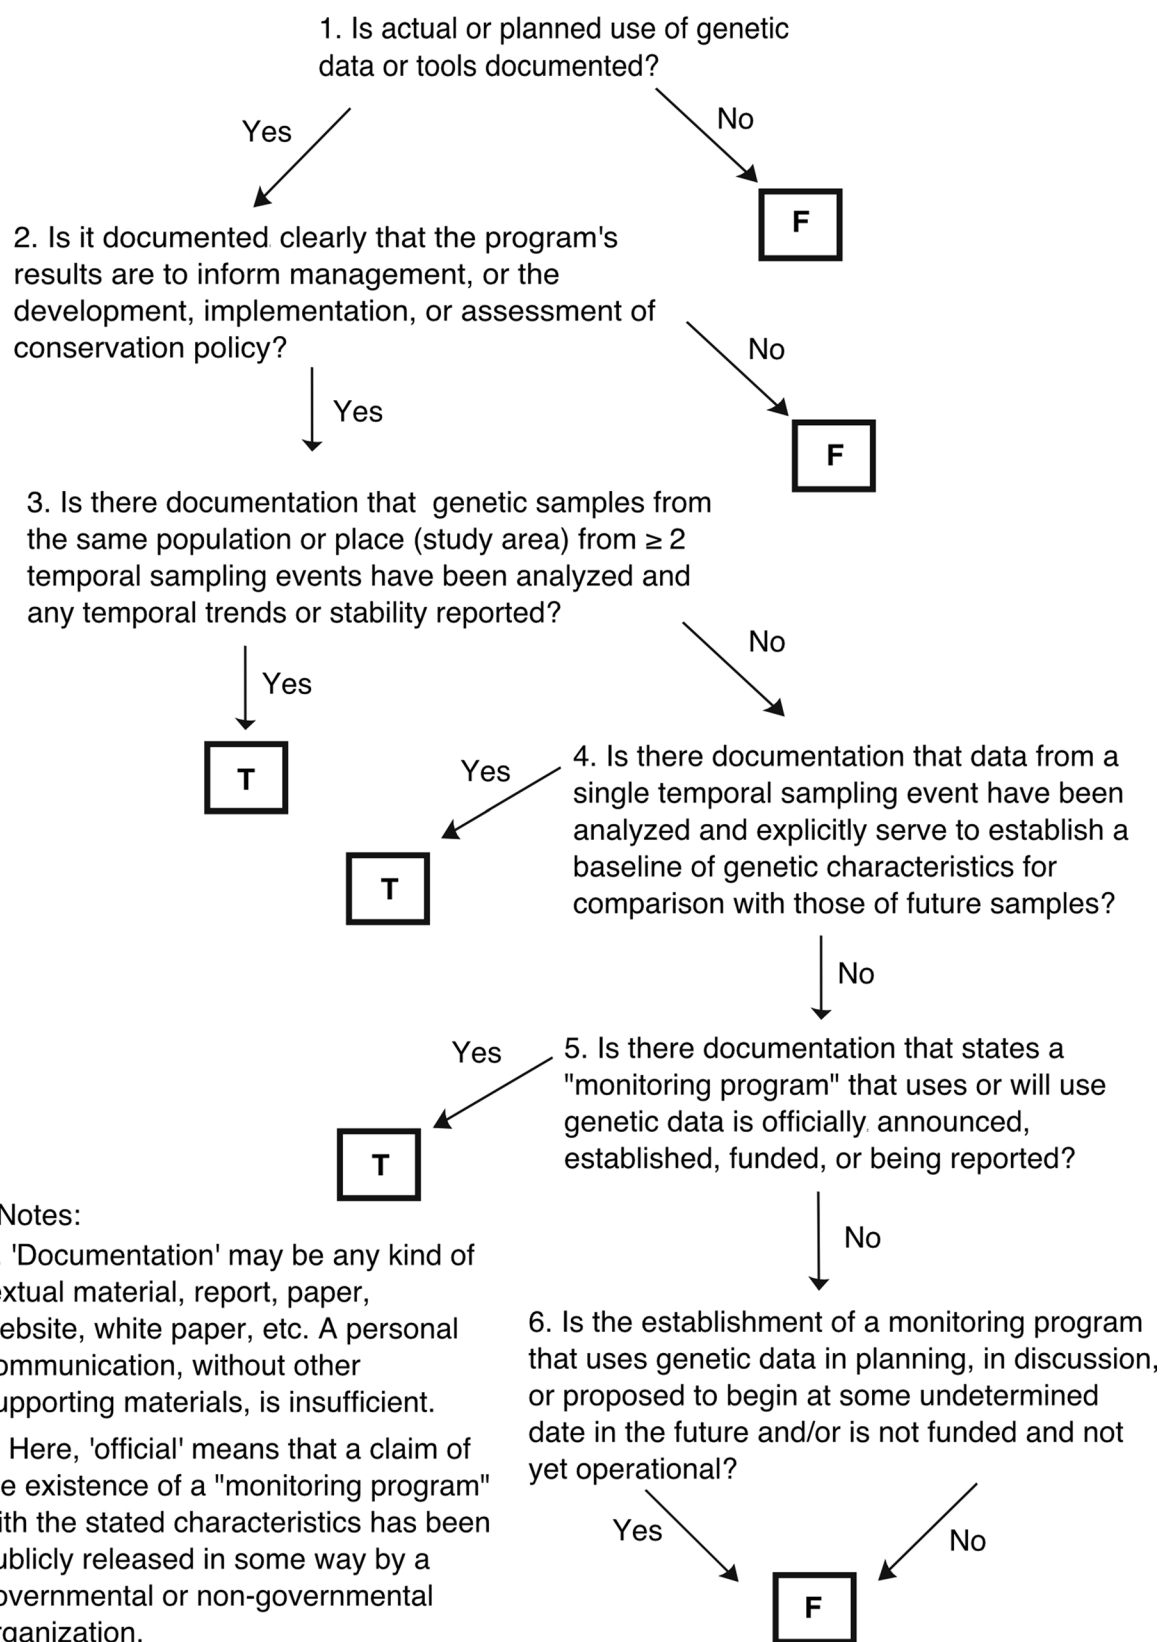 1. Is actual or planned use of genetic
data or tools documented?
Yes
No
F
2. Is it documented clearly that the program's
results are to inform management, or the
development, implementation, or assessment of
conservation policy?
No
Yes
F
3. Is there documentation that genetic samples from
the same population or place (study area) from ≥ 2
temporal sampling events have been analyzed and
any temporal trends or stability reported?
No
Yes
T
4. Is there documentation that data from a
single temporal sampling event have been
analyzed and explicitly serve to establish a
baseline of genetic characteristics for
comparison with those of future samples?
Yes
T
No
5. Is there documentation that states a
"monitoring program" that uses or will use
genetic data is officially announced,
established, funded, or being reported?
Yes
T
No
Notes:
'Documentation' may be any kind of
extual material, report, paper,
ebsite, white paper, etc. A personal
ommunication, without other
upporting materials, is insufficient.
Here, 'official' means that a claim of
e existence of a "monitoring program"
ith the stated characteristics has been
ublicly released in some way by a
overnmental or non-governmental
rganization.
6. Is the establishment of a monitoring program
that uses genetic data in planning, in discussion,
or proposed to begin at some undetermined
date in the future and/or is not funded and not
yet operational?
Yes
No
F